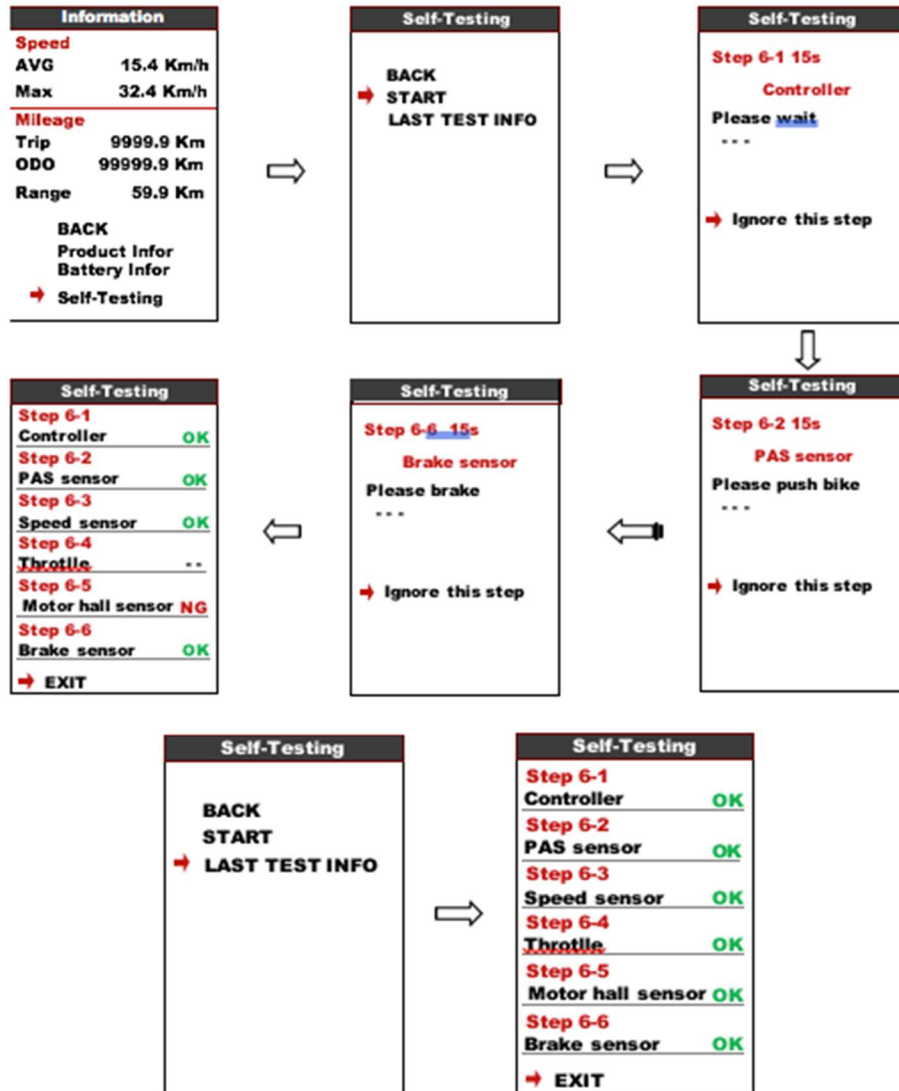 Information
Speed
AVG 15.4 Km/h
Max 32.4 Km/h
Mileage
Trip 9999.9 Km
ODO 99999.9 Km
Range 59.9 Km
BACK
Product Infor
Battery Infor
Self-Testing
Self-Testing
BACK
START
LAST TEST INFO
Self-Testing
Step 6-1 15s
Controller
Please wait
---
Ignore this step
Self-Testing
Step 6-2 15s
PAS sensor
Please push bike
---
Ignore this step
Self-Testing
Step 6-6 15s
Brake sensor
Please brake
---
Ignore this step
Self-Testing
Step 6-1
Controller OK
Step 6-2
PAS sensor OK
Step 6-3
Speed sensor OK
Step 6-4
Throtlle --
Step 6-5
Motor hall sensor NG
Step 6-6
Brake sensor OK
EXIT
Self-Testing
BACK
START
LAST TEST INFO
Self-Testing
Step 6-1
Controller OK
Step 6-2
PAS sensor OK
Step 6-3
Speed sensor OK
Step 6-4
Throtlle OK
Step 6-5
Motor hall sensor OK
Step 6-6
Brake sensor OK
EXIT